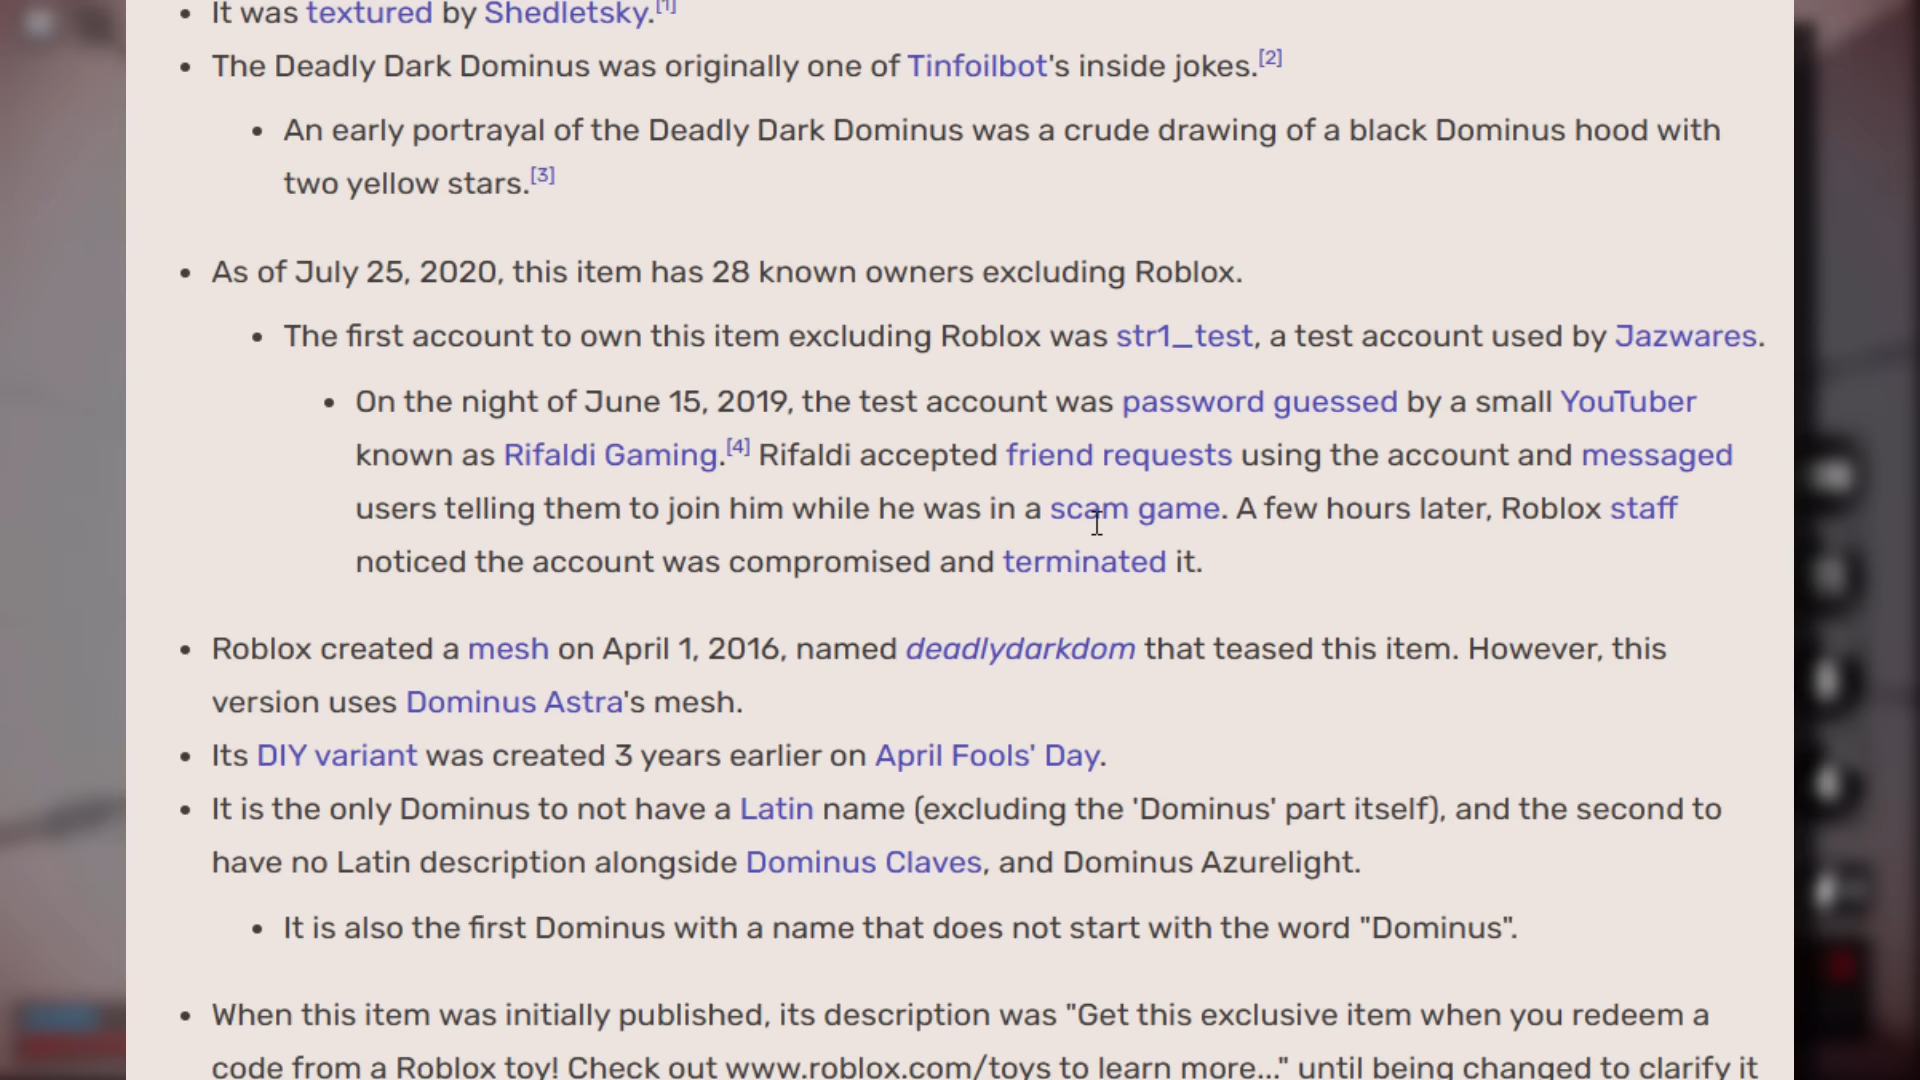 • It was textured by Shedletsky.[1]
• The Deadly Dark Dominus was originally one of Tinfoilbot's inside jokes.[2]
• An early portrayal of the Deadly Dark Dominus was a crude drawing of a black Dominus hood with
two yellow stars.[3]
• As of July 25, 2020, this item has 28 known owners excluding Roblox.
• The first account to own this item excluding Roblox was str1_test, a test account used by Jazwares.
• On the night of June 15, 2019, the test account was password guessed by a small YouTuber
known as Rifaldi Gaming.[4] Rifaldi accepted friend requests using the account and messaged
users telling them to join him while he was in a scam game. A few hours later, Roblox staff
noticed the account was compromised and terminated it.
• Roblox created a mesh on April 1, 2016, named deadlydarkdom that teased this item. However, this
version uses Dominus Astra's mesh.
• Its DIY variant was created 3 years earlier on April Fools' Day.
• It is the only Dominus to not have a Latin name (excluding the 'Dominus' part itself), and the second to
have no Latin description alongside Dominus Claves, and Dominus Azurelight.
• It is also the first Dominus with a name that does not start with the word "Dominus".
• When this item was initially published, its description was "Get this exclusive item when you redeem a
code from a Roblox toy! Check out www.roblox.com/toys to learn more..." until being changed to clarify it